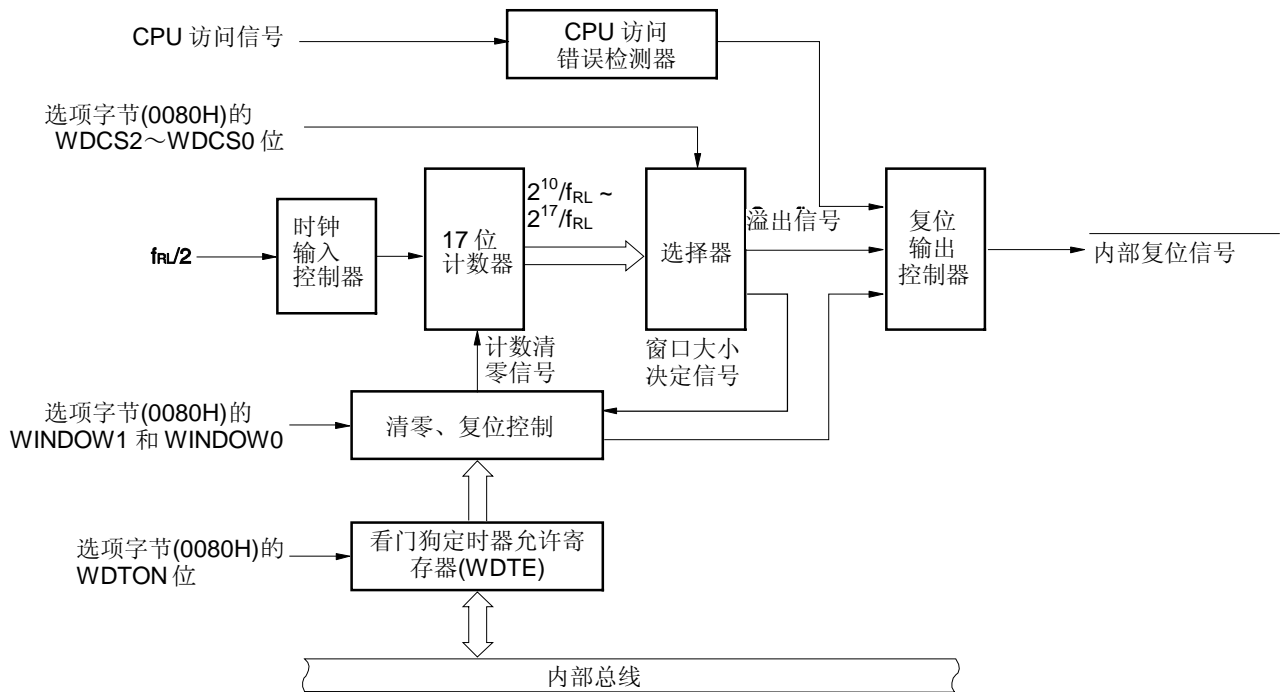 CPU 访问信号
CPU 访问
错误检测器
选项字节(0080H)的
WDCS2～WDCS0 位
2¹⁰/fRL ~
2¹⁷/fRL
时钟
输入
控制器
fRL/2
17 位
计数器
选择器
溢出信号
复位
输出
控制器
内部复位信号
计数清
零信号
窗口大小
决定信号
选项字节(0080H)的
WINDOW1 和 WINDOW0
清零、复位控制
选项字节(0080H)的
WDTON 位
看门狗定时器允许寄
存器(WDTE)
内部总线